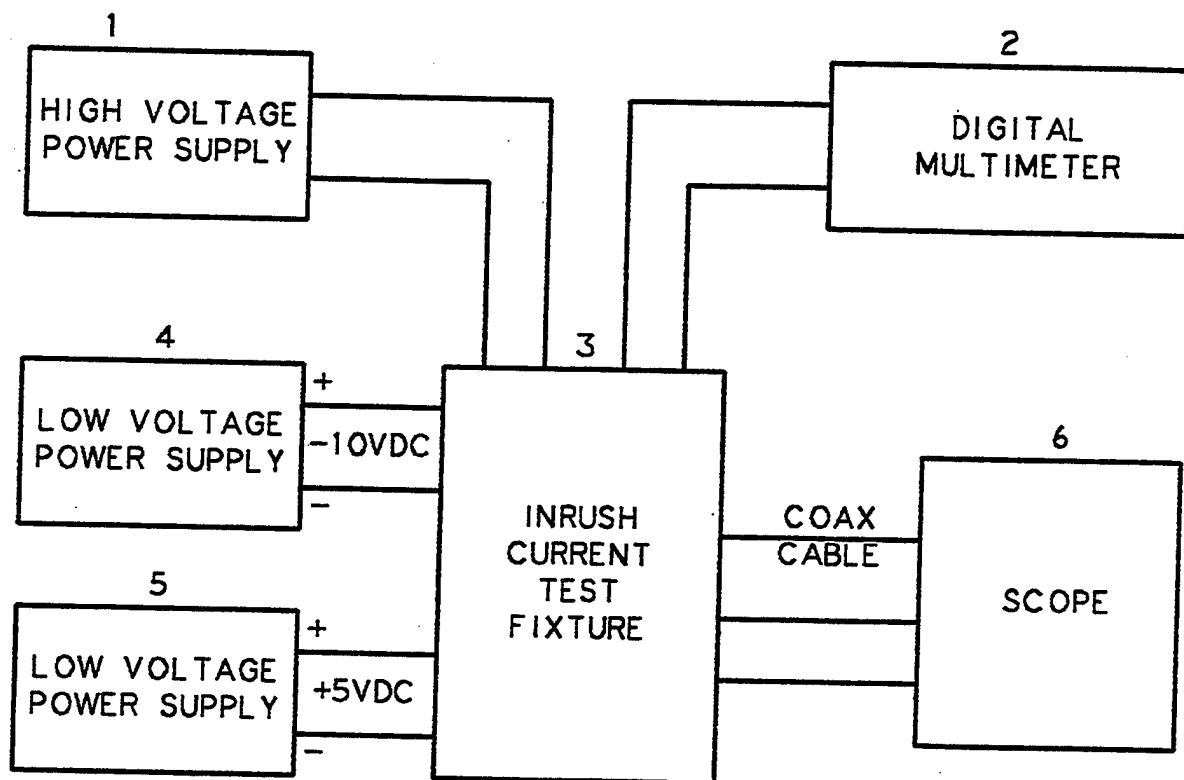 1
HIGH VOLTAGE
POWER SUPPLY
2
DIGITAL
MULTIMETER
3
INRUSH
CURRENT
TEST
FIXTURE
4
LOW VOLTAGE
POWER SUPPLY
+
-10VDC
-
5
LOW VOLTAGE
POWER SUPPLY
+
+5VDC
-
COAX
CABLE
6
SCOPE